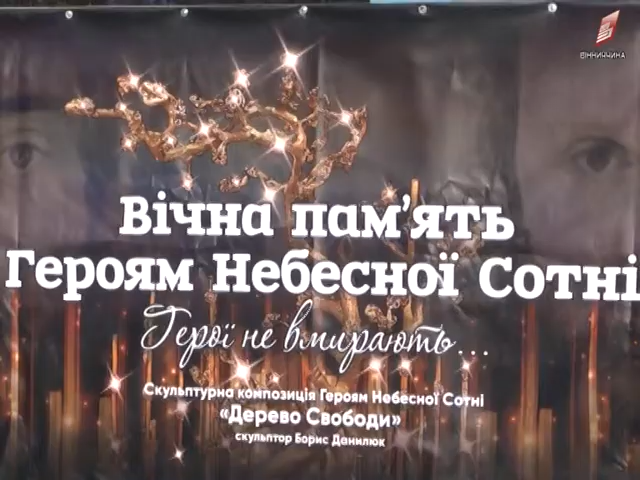 ВІННИЧЧИНА
Вічна пам'ять
Героям Небесної Сотні
Герої не вмирають...
Скульптурна композиція Героям Небесної Сотні
«Дерево Свободи»
скульптор Борис Данилюк